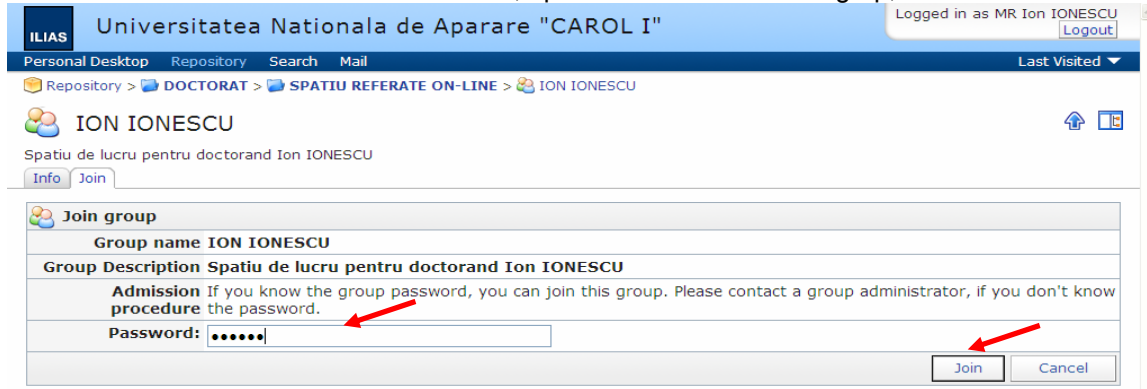 Logged in as MR Ion IONESCU
ILIAS Universitatea Nationala de Aparare "CAROL I"
Logout
Personal Desktop Repository Search Mail Last Visited
Repository > DOCTORAT > SPATIU REFERATE ON-LINE > ION IONESCU
ION IONESCU
Spatiu de lucru pentru doctorand Ion IONESCU
Info Join
Join group
Group name ION IONESCU
Group Description Spatiu de lucru pentru doctorand Ion IONESCU
Admission If you know the group password, you can join this group. Please contact a group administrator, if you don't know
procedure the password.
Password: ••••••
Join Cancel